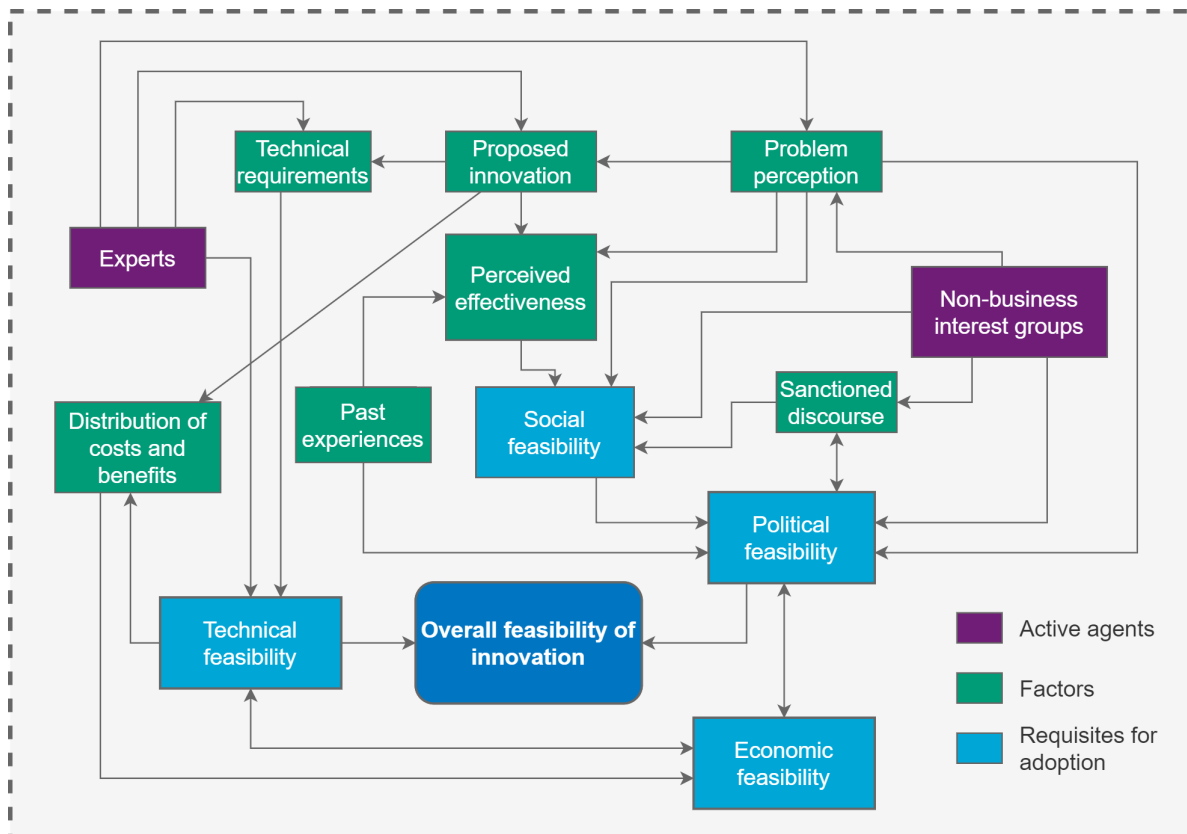 Technical
requirements
Proposed
innovation
Problem
perception
Experts
Perceived
effectiveness
Non-business
interest groups
Distribution of
costs and
benefits
Past
experiences
Social
feasibility
Sanctioned
discourse
Political
feasibility
Technical
feasibility
Overall feasibility of
innovation
Economic
feasibility
Active agents
Factors
Requisites for
adoption